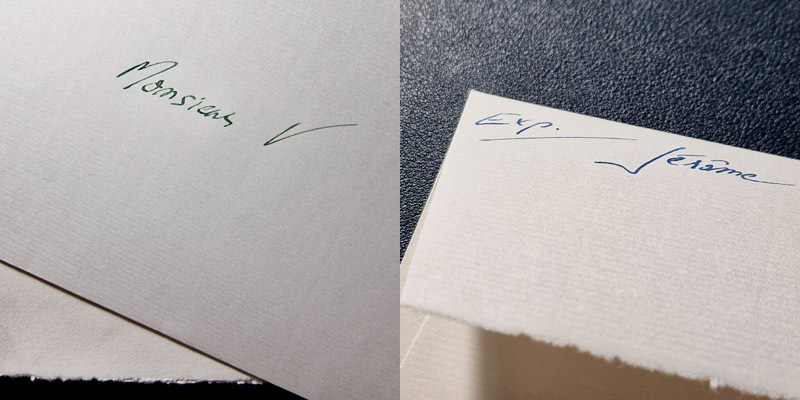 Monsieur V
Exp.
Jérôme